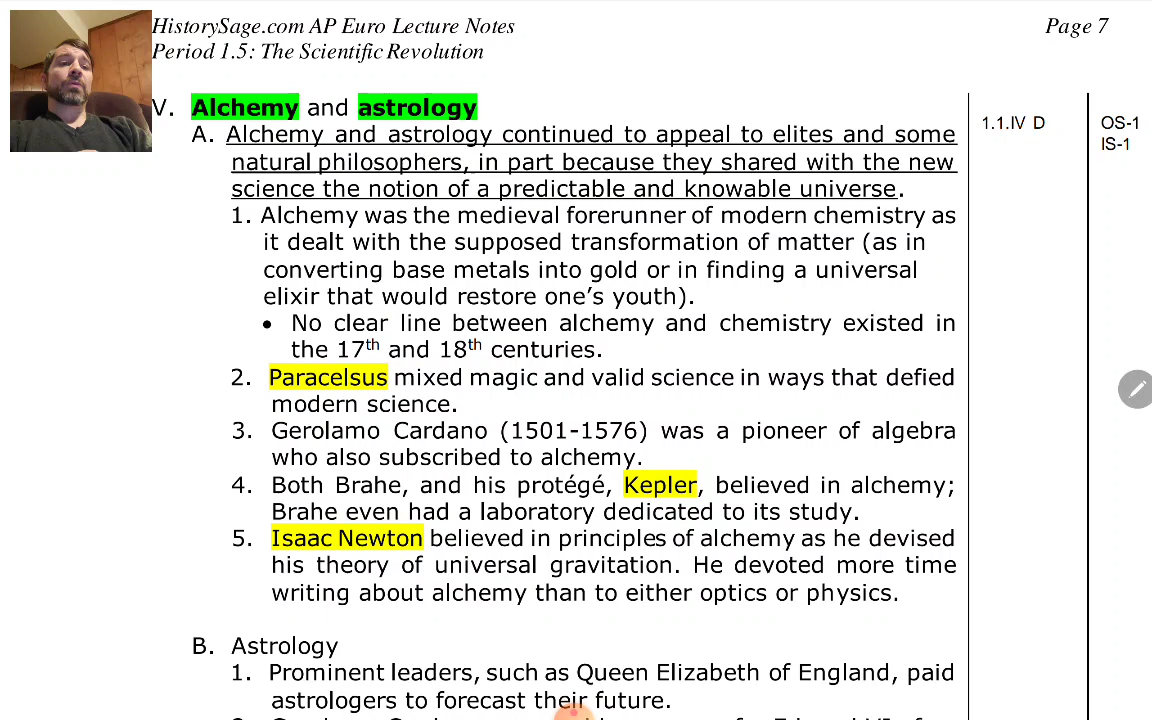 HistorySage.com AP Euro Lecture Notes
Page 7
Period 1.5: The Scientific Revolution
V. Alchemy and astrology
A. Alchemy and astrology continued to appeal to elites and some
natural philosophers, in part because they shared with the new
science the notion of a predictable and knowable universe.
1.1.IV D
OS-1
IS-1
1. Alchemy was the medieval forerunner of modern chemistry as
it dealt with the supposed transformation of matter (as in
converting base metals into gold or in finding a universal
elixir that would restore one’s youth).
• No clear line between alchemy and chemistry existed in
the 17th and 18th centuries.
2. Paracelsus mixed magic and valid science in ways that defied
modern science.
3. Gerolamo Cardano (1501-1576) was a pioneer of algebra
who also subscribed to alchemy.
4. Both Brahe, and his protégé, Kepler, believed in alchemy;
Brahe even had a laboratory dedicated to its study.
5. Isaac Newton believed in principles of alchemy as he devised
his theory of universal gravitation. He devoted more time
writing about alchemy than to either optics or physics.
B. Astrology
1. Prominent leaders, such as Queen Elizabeth of England, paid
astrologers to forecast their future.